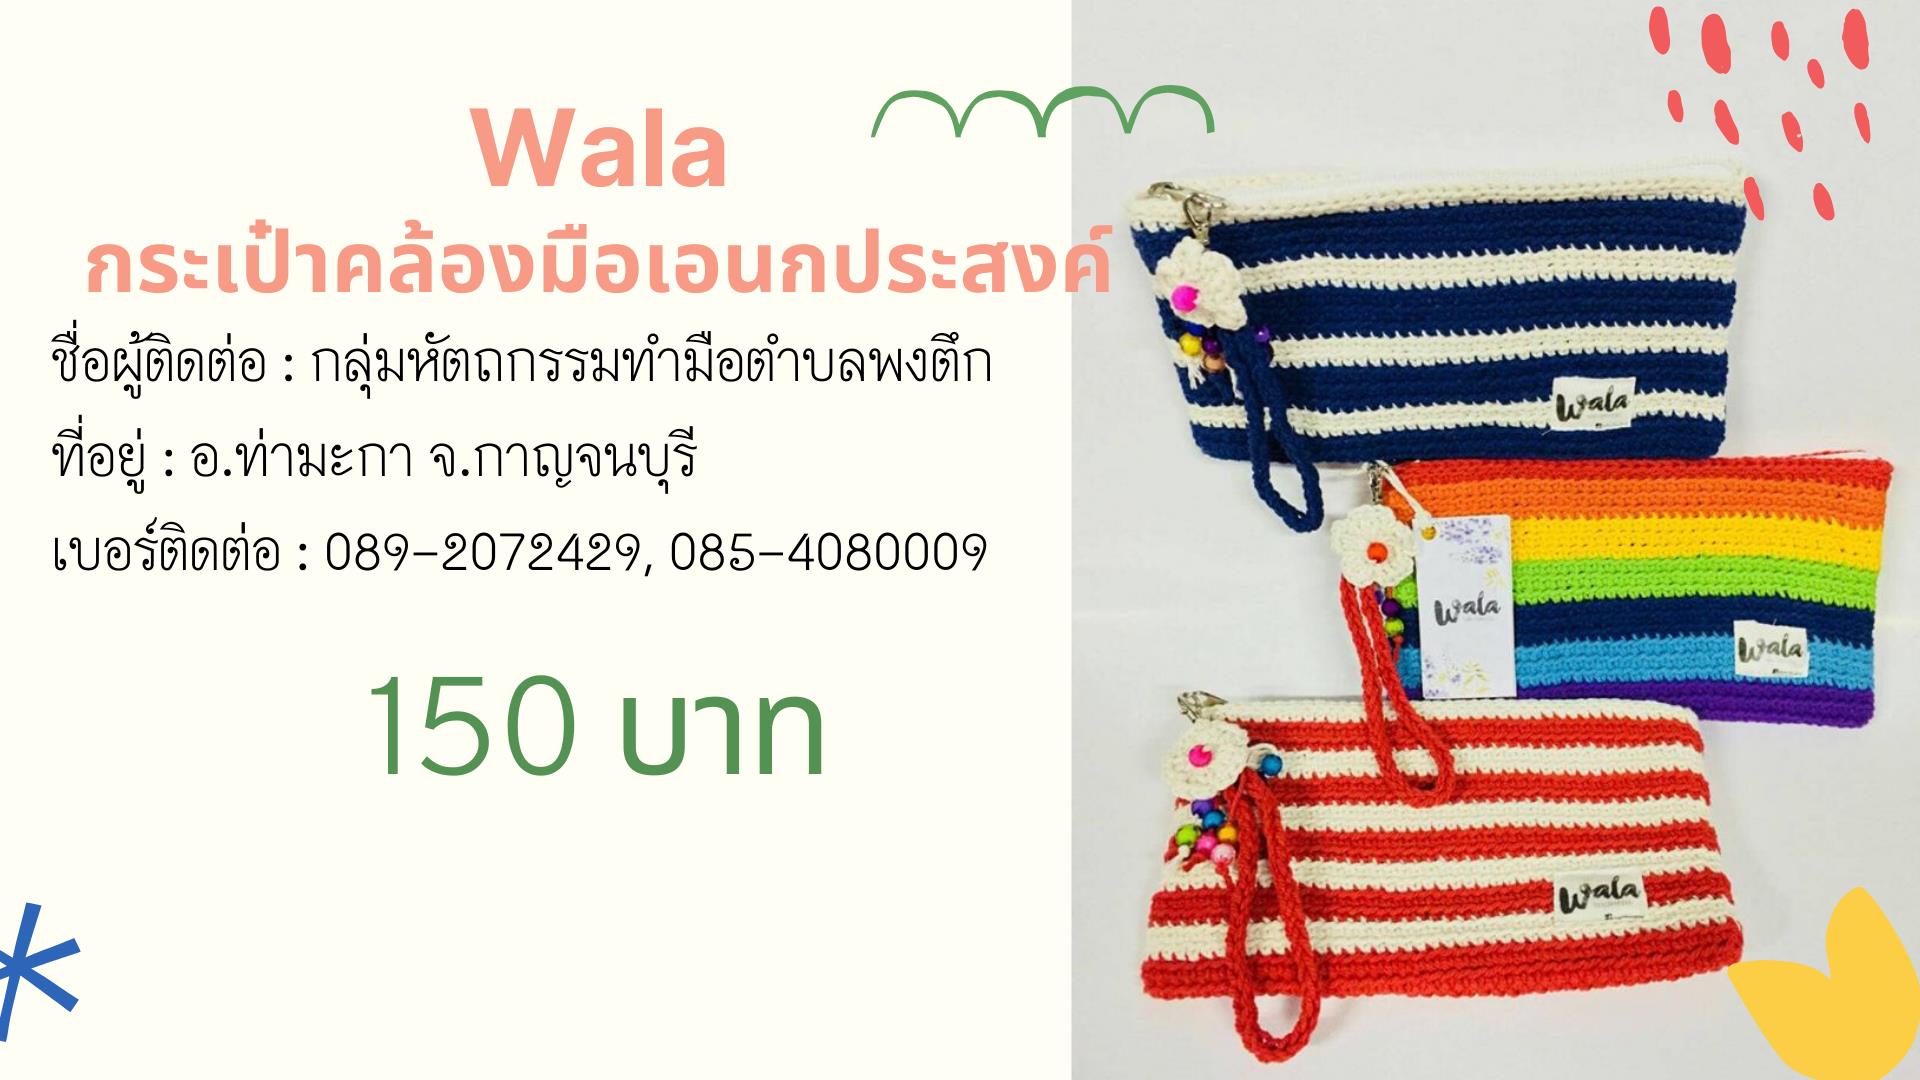 Wala
กระเป๋าคล้องมือเอนกประสงค์
ชื่อผู้ติดต่อ : กลุ่มหัตถกรรมทำมือตำบลพงตึก
ที่อยู่ : อ.ท่ามะกา จ.กาญจนบุรี
เบอร์ติดต่อ : 089-2072429, 085-4080009
150 บาท
Wala
Wala
Wala
Wala